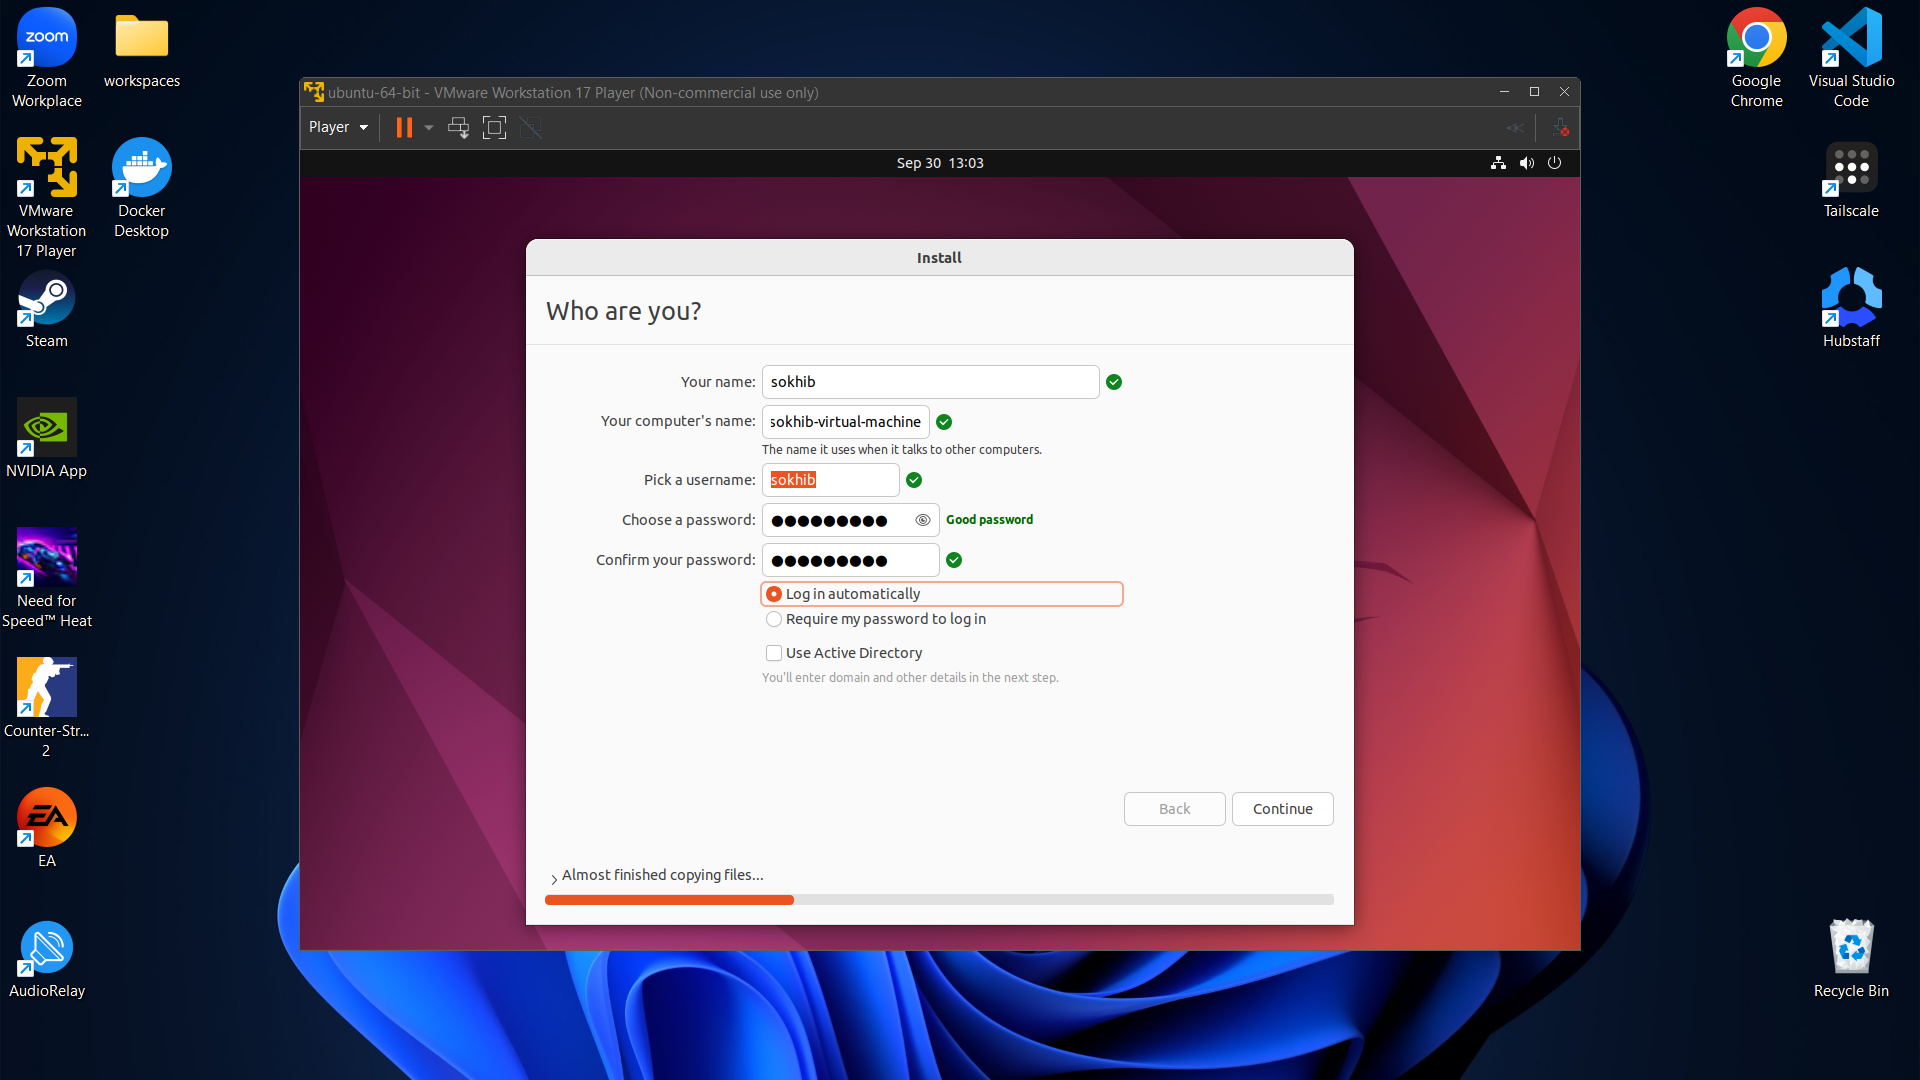 zoom
Zoom
Workplace
workspaces
VMware
Workstation
17 Player
Docker
Desktop
Steam
NVIDIA App
Need for
Speed™ Heat
Counter-Str...
2
EA
EA
AudioRelay
ubuntu-64-bit - VMware Workstation 17 Player (Non-commercial use only)
Player
Sep 30 13:03
Install
Who are you?
Your name: sokhib
Your computer's name: sokhib-virtual-machine
The name it uses when it talks to other computers.
Pick a username: sokhib
Choose a password: Good password
Confirm your password:
Log in automatically
Require my password to log in
Use Active Directory
You'll enter domain and other details in the next step.
Back Continue
Almost finished copying files...
Google
Chrome
Visual Studio
Code
Tailscale
Hubstaff
Recycle Bin